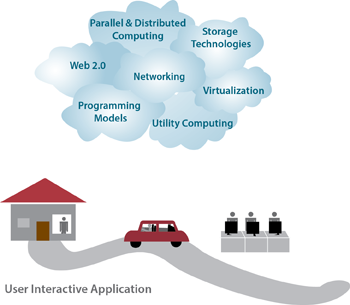 Parallel & Distributed
Computing
Storage
Technologies
Web 2.0
Networking
Virtualization
Programming
Models
Utility Computing
User Interactive Application